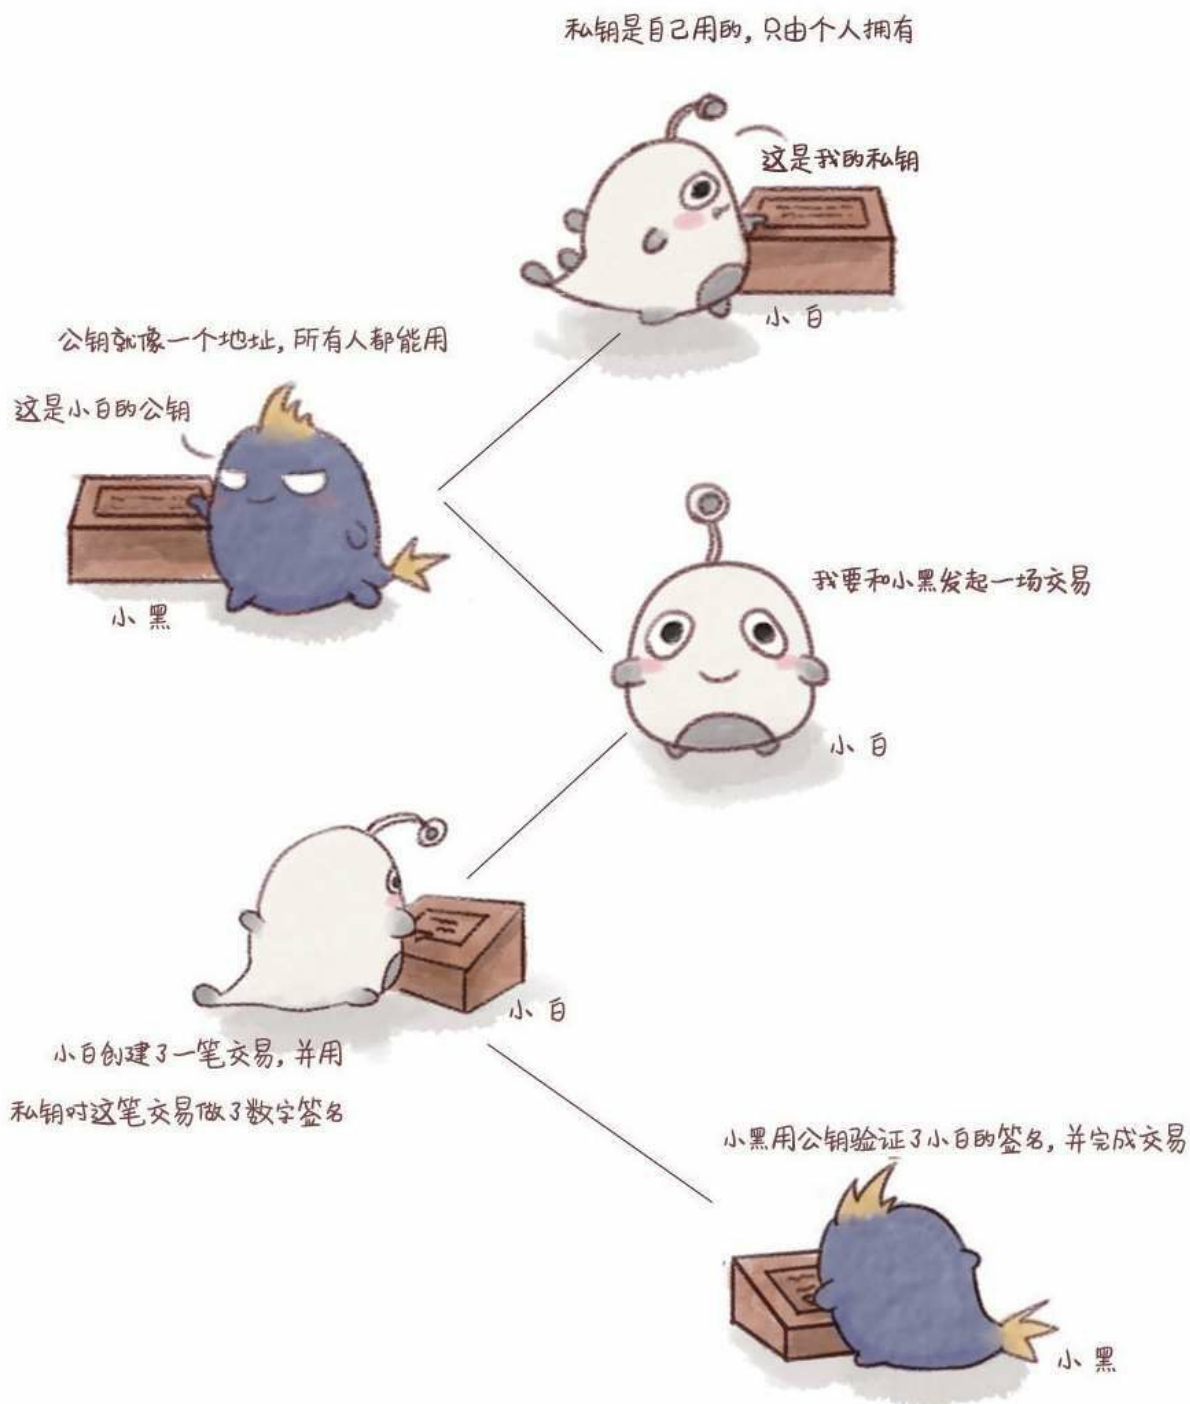 私钥是自己用的，只由个人拥有
这是我的私钥
小白
公钥就像一个地址，所有人都能用
这是小白的公钥
小黑
我要和小黑发起一场交易
小白
小白
小白创建了一笔交易，并用
私钥对这笔交易做了数字签名
小黑用公钥验证了小白的签名，并完成交易
小黑